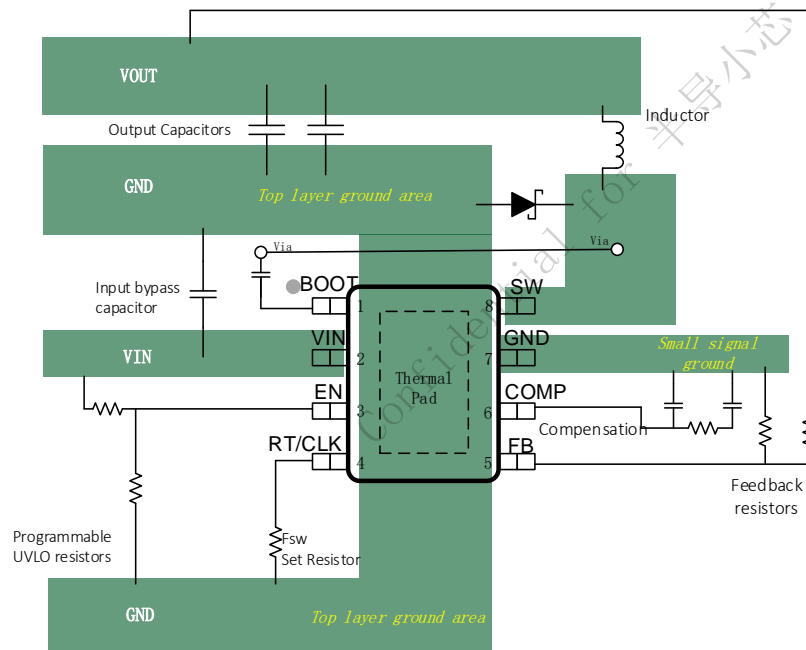 VOUT
Output Capacitors
Inductor
GND
Top layer ground area
Via
Via
Input bypass
capacitor
BOOT
1
8
SW
VIN
VIN
2
7
GND
Small signal
ground
Thermal
Pad
EN
3
6
COMP
Compensation
RT/CLK
4
5
FB
Feedback
resistors
Programmable
UVLO resistors
Fsw
Set Resistor
GND
Top layer ground area
Confidential for 半导小芯